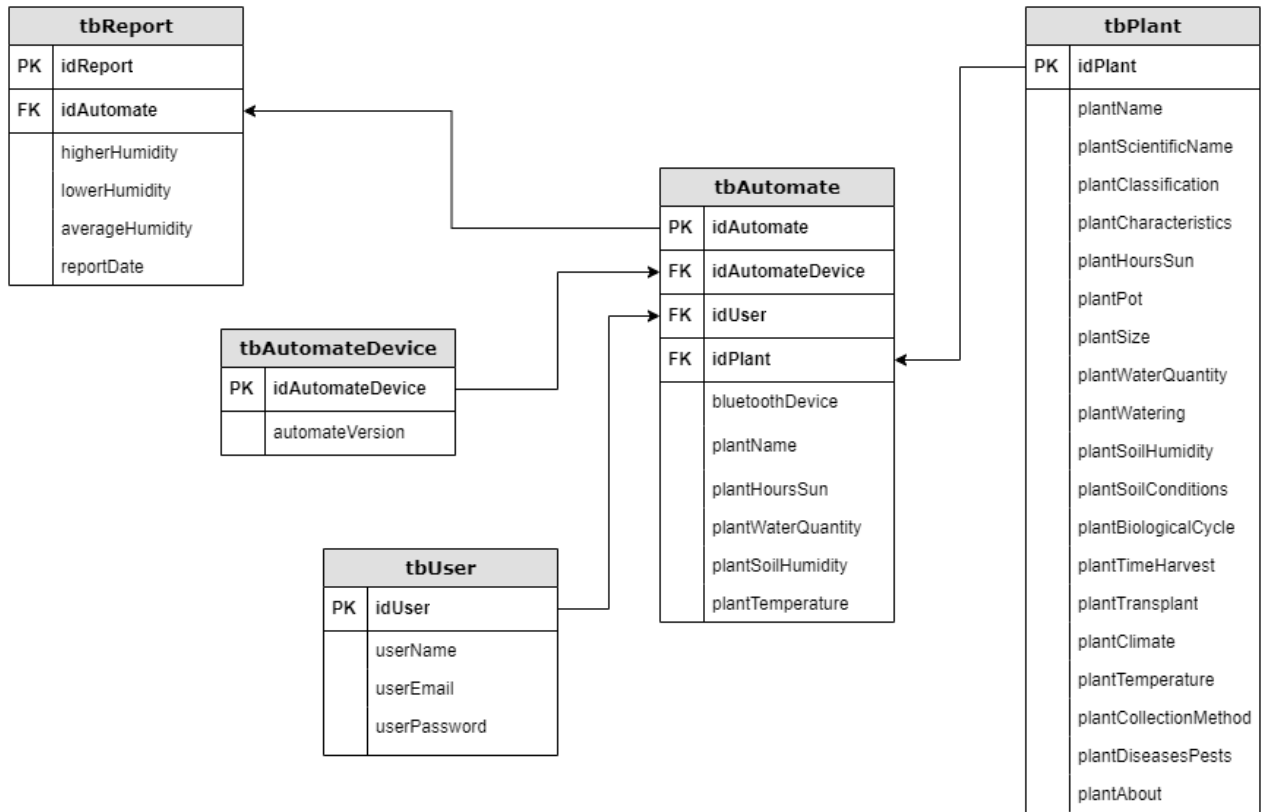 tbReport
PK idReport
FK idAutomate
higherHumidity
lowerHumidity
averageHumidity
reportDate
tbAutomateDevice
PK idAutomateDevice
automateVersion
tbUser
PK idUser
userName
userEmail
userPassword
tbAutomate
PK idAutomate
FK idAutomateDevice
FK idUser
FK idPlant
bluetoothDevice
plantName
plantHoursSun
plantWaterQuantity
plantSoilHumidity
plantTemperature
tbPlant
PK idPlant
plantName
plantScientificName
plantClassification
plantCharacteristics
plantHoursSun
plantPot
plantSize
plantWaterQuantity
plantWatering
plantSoilHumidity
plantSoilConditions
plantBiologicalCycle
plantTimeHarvest
plantTransplant
plantClimate
plantTemperature
plantCollectionMethod
plantDiseasesPests
plantAbout